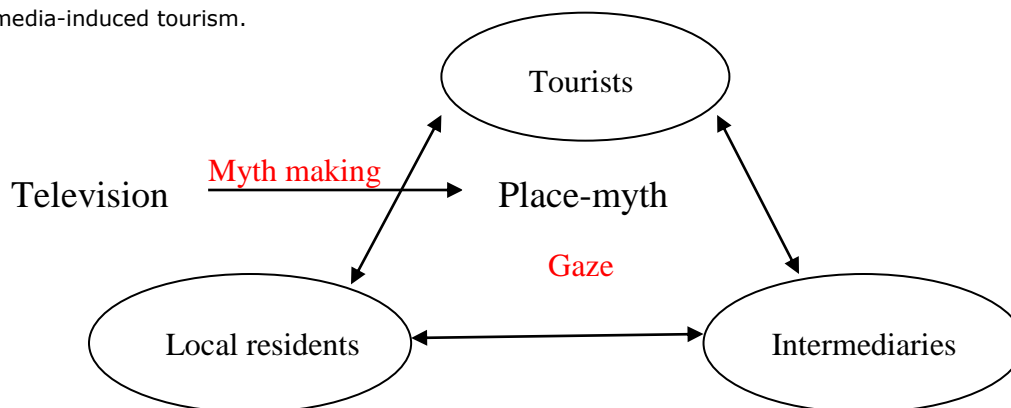 media-induced tourism.
Tourists
Myth making
Television
Place-myth
Gaze
Local residents
Intermediaries